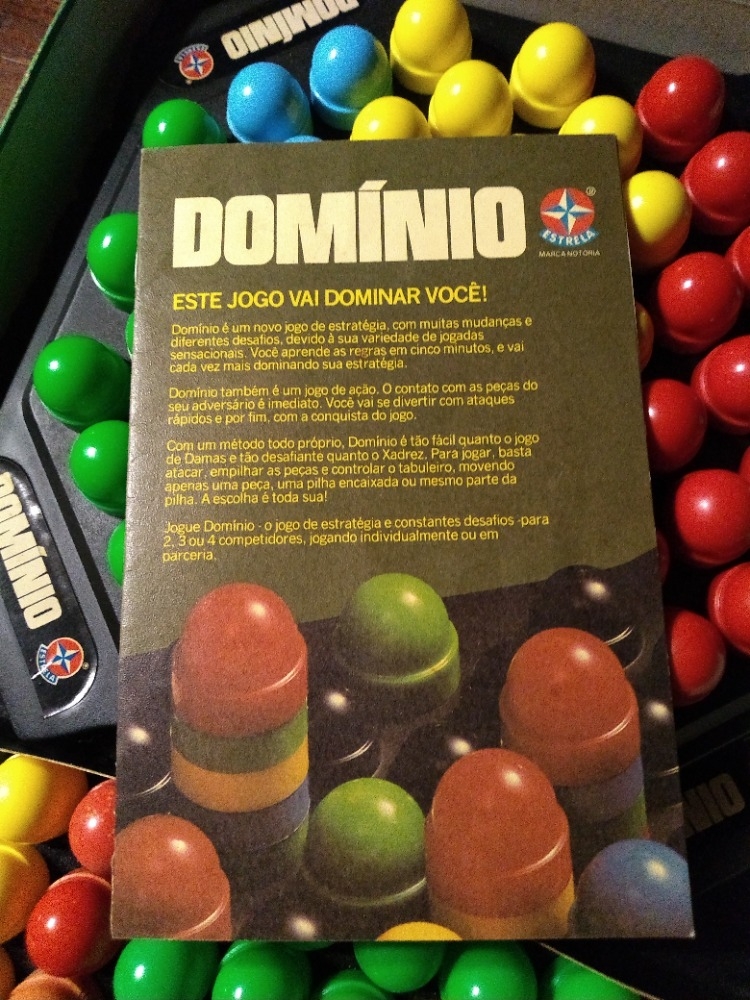 DOMÍNIO
ESTRELA
DOMÍNIO
ESTRELA
®
MARCA NOTÓRIA
ESTE JOGO VAI DOMINAR VOCÊ!
Domínio é um novo jogo de estratégia, com muitas mudanças e
diferentes desafios, devido à sua variedade de jogadas
sensacionais. Você aprende as regras em cinco minutos, e vai
cada vez mais dominando sua estratégia.
Domínio também é um jogo de ação. O contato com as peças do
seu adversário é imediato. Você vai se divertir com ataques
rápidos e por fim, com a conquista do jogo.
Com um método todo próprio, Domínio é tão fácil quanto o jogo
de Damas e tão desafiante quanto o Xadrez. Para jogar, basta
atacar, empilhar as peças e controlar o tabuleiro, movendo
apenas uma peça, uma pilha encaixada ou mesmo parte da
pilha. A escolha é toda sua!
Jogue Domínio - o jogo de estratégia e constantes desafios -para
2, 3 ou 4 competidores, jogando individualmente ou em
parceria.
DOMÍNIO
ESTRELA
NIO